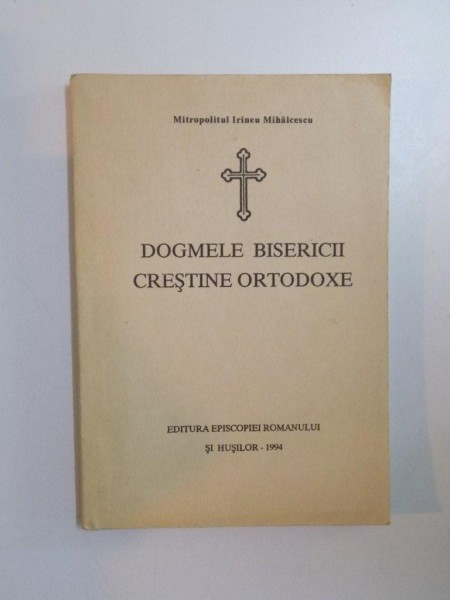 Mitropolitul Irineu Mihălcescu
DOGMELE BISERICII
CREŞTINE ORTODOXE
EDITURA EPISCOPIEI ROMANULUI
ŞI HUŞILOR - 1994